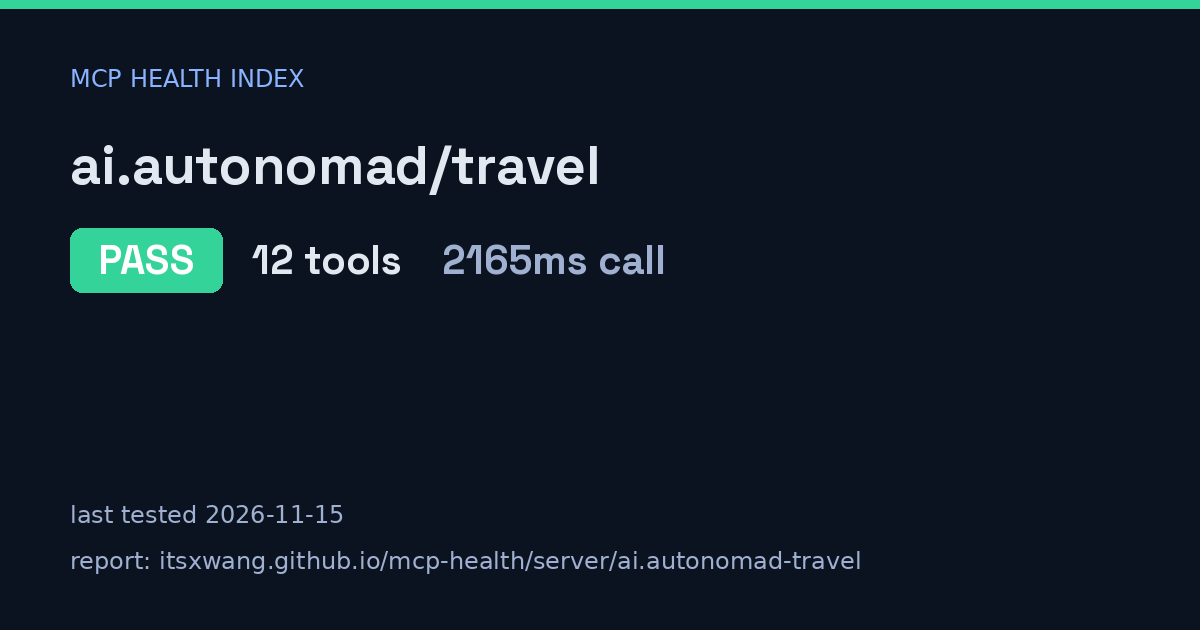 MCP HEALTH INDEX
ai.autonomad/travel
PASS 12 tools 2165ms call
last tested 2026-11-15
report: itsxwang.github.io/mcp-health/server/ai.autonomad-travel